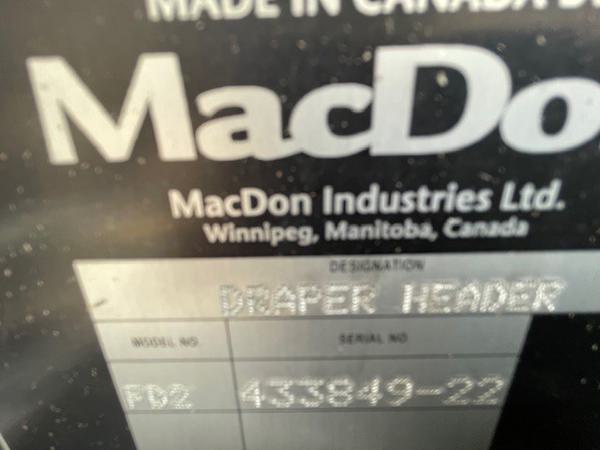 MADE IN CANADA
MacDo
MacDon Industries Ltd.
Winnipeg, Manitoba, Canada
DESIGNATION
DRAPER HEADER
MODEL NO. SERIAL NO
FD2 433849-22